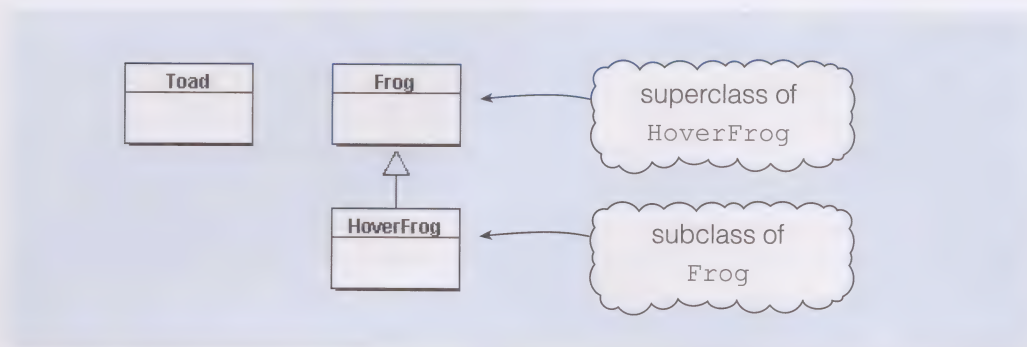 Toad
Frog
superclass of
HoverFrog
HoverFrog
subclass of
Frog